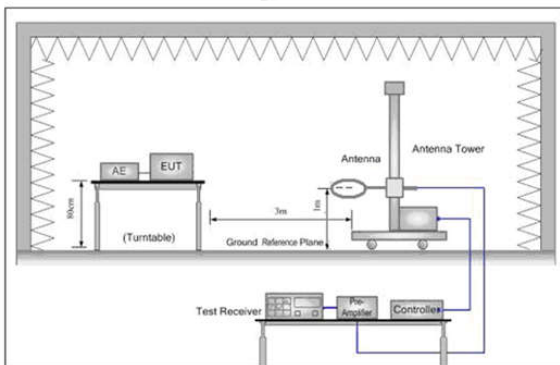 AE
EUT
80cm
(Turntable)
3m
1m
Antenna
Antenna Tower
Ground Reference Plane
Test Receiver
Pre-
Amplifier
Controller